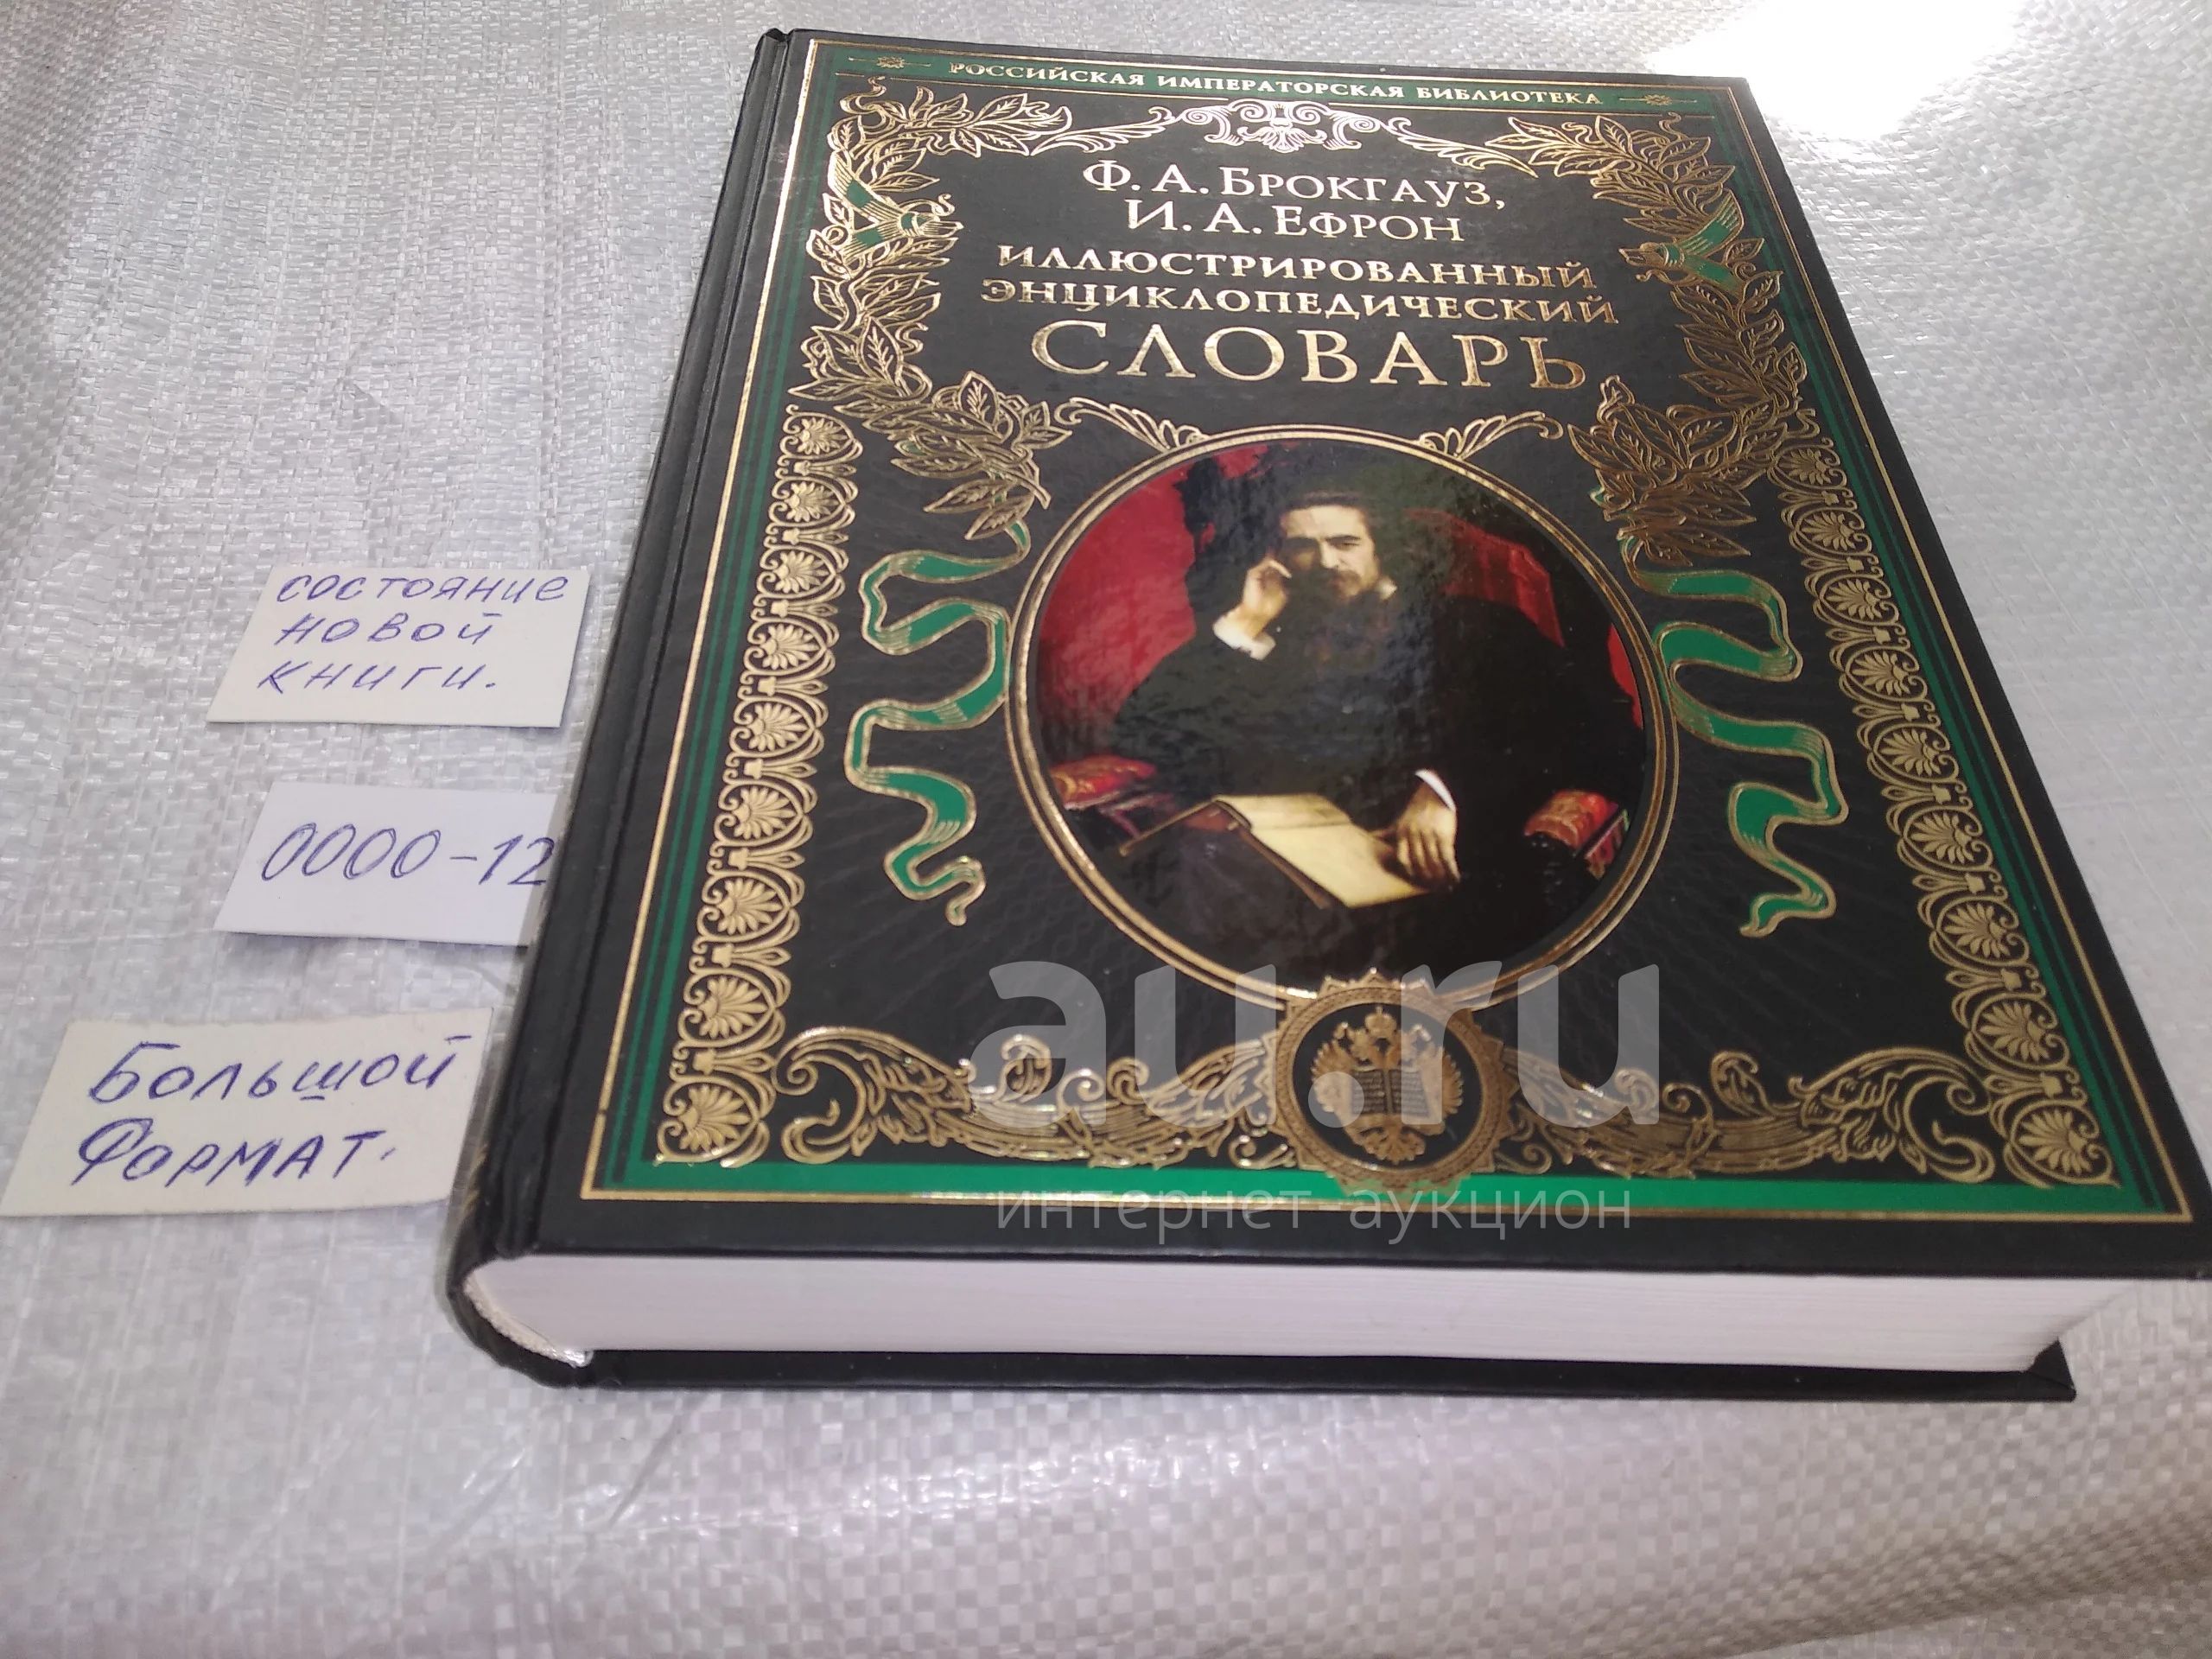 РОССИЙСКАЯ ИМПЕРАТОРСКАЯ БИБЛИОТЕКА
Ф. А. БРОКГАУЗ,
И. А. ЕФРОН
ИЛЛЮСТРИРОВАННЫЙ
ЭНЦИКЛОПЕДИЧЕСКИЙ
СЛОВАРЬ
состояние
новой
книги.
0000-12
Большой
Формат.
au.ru
интернет аукцион